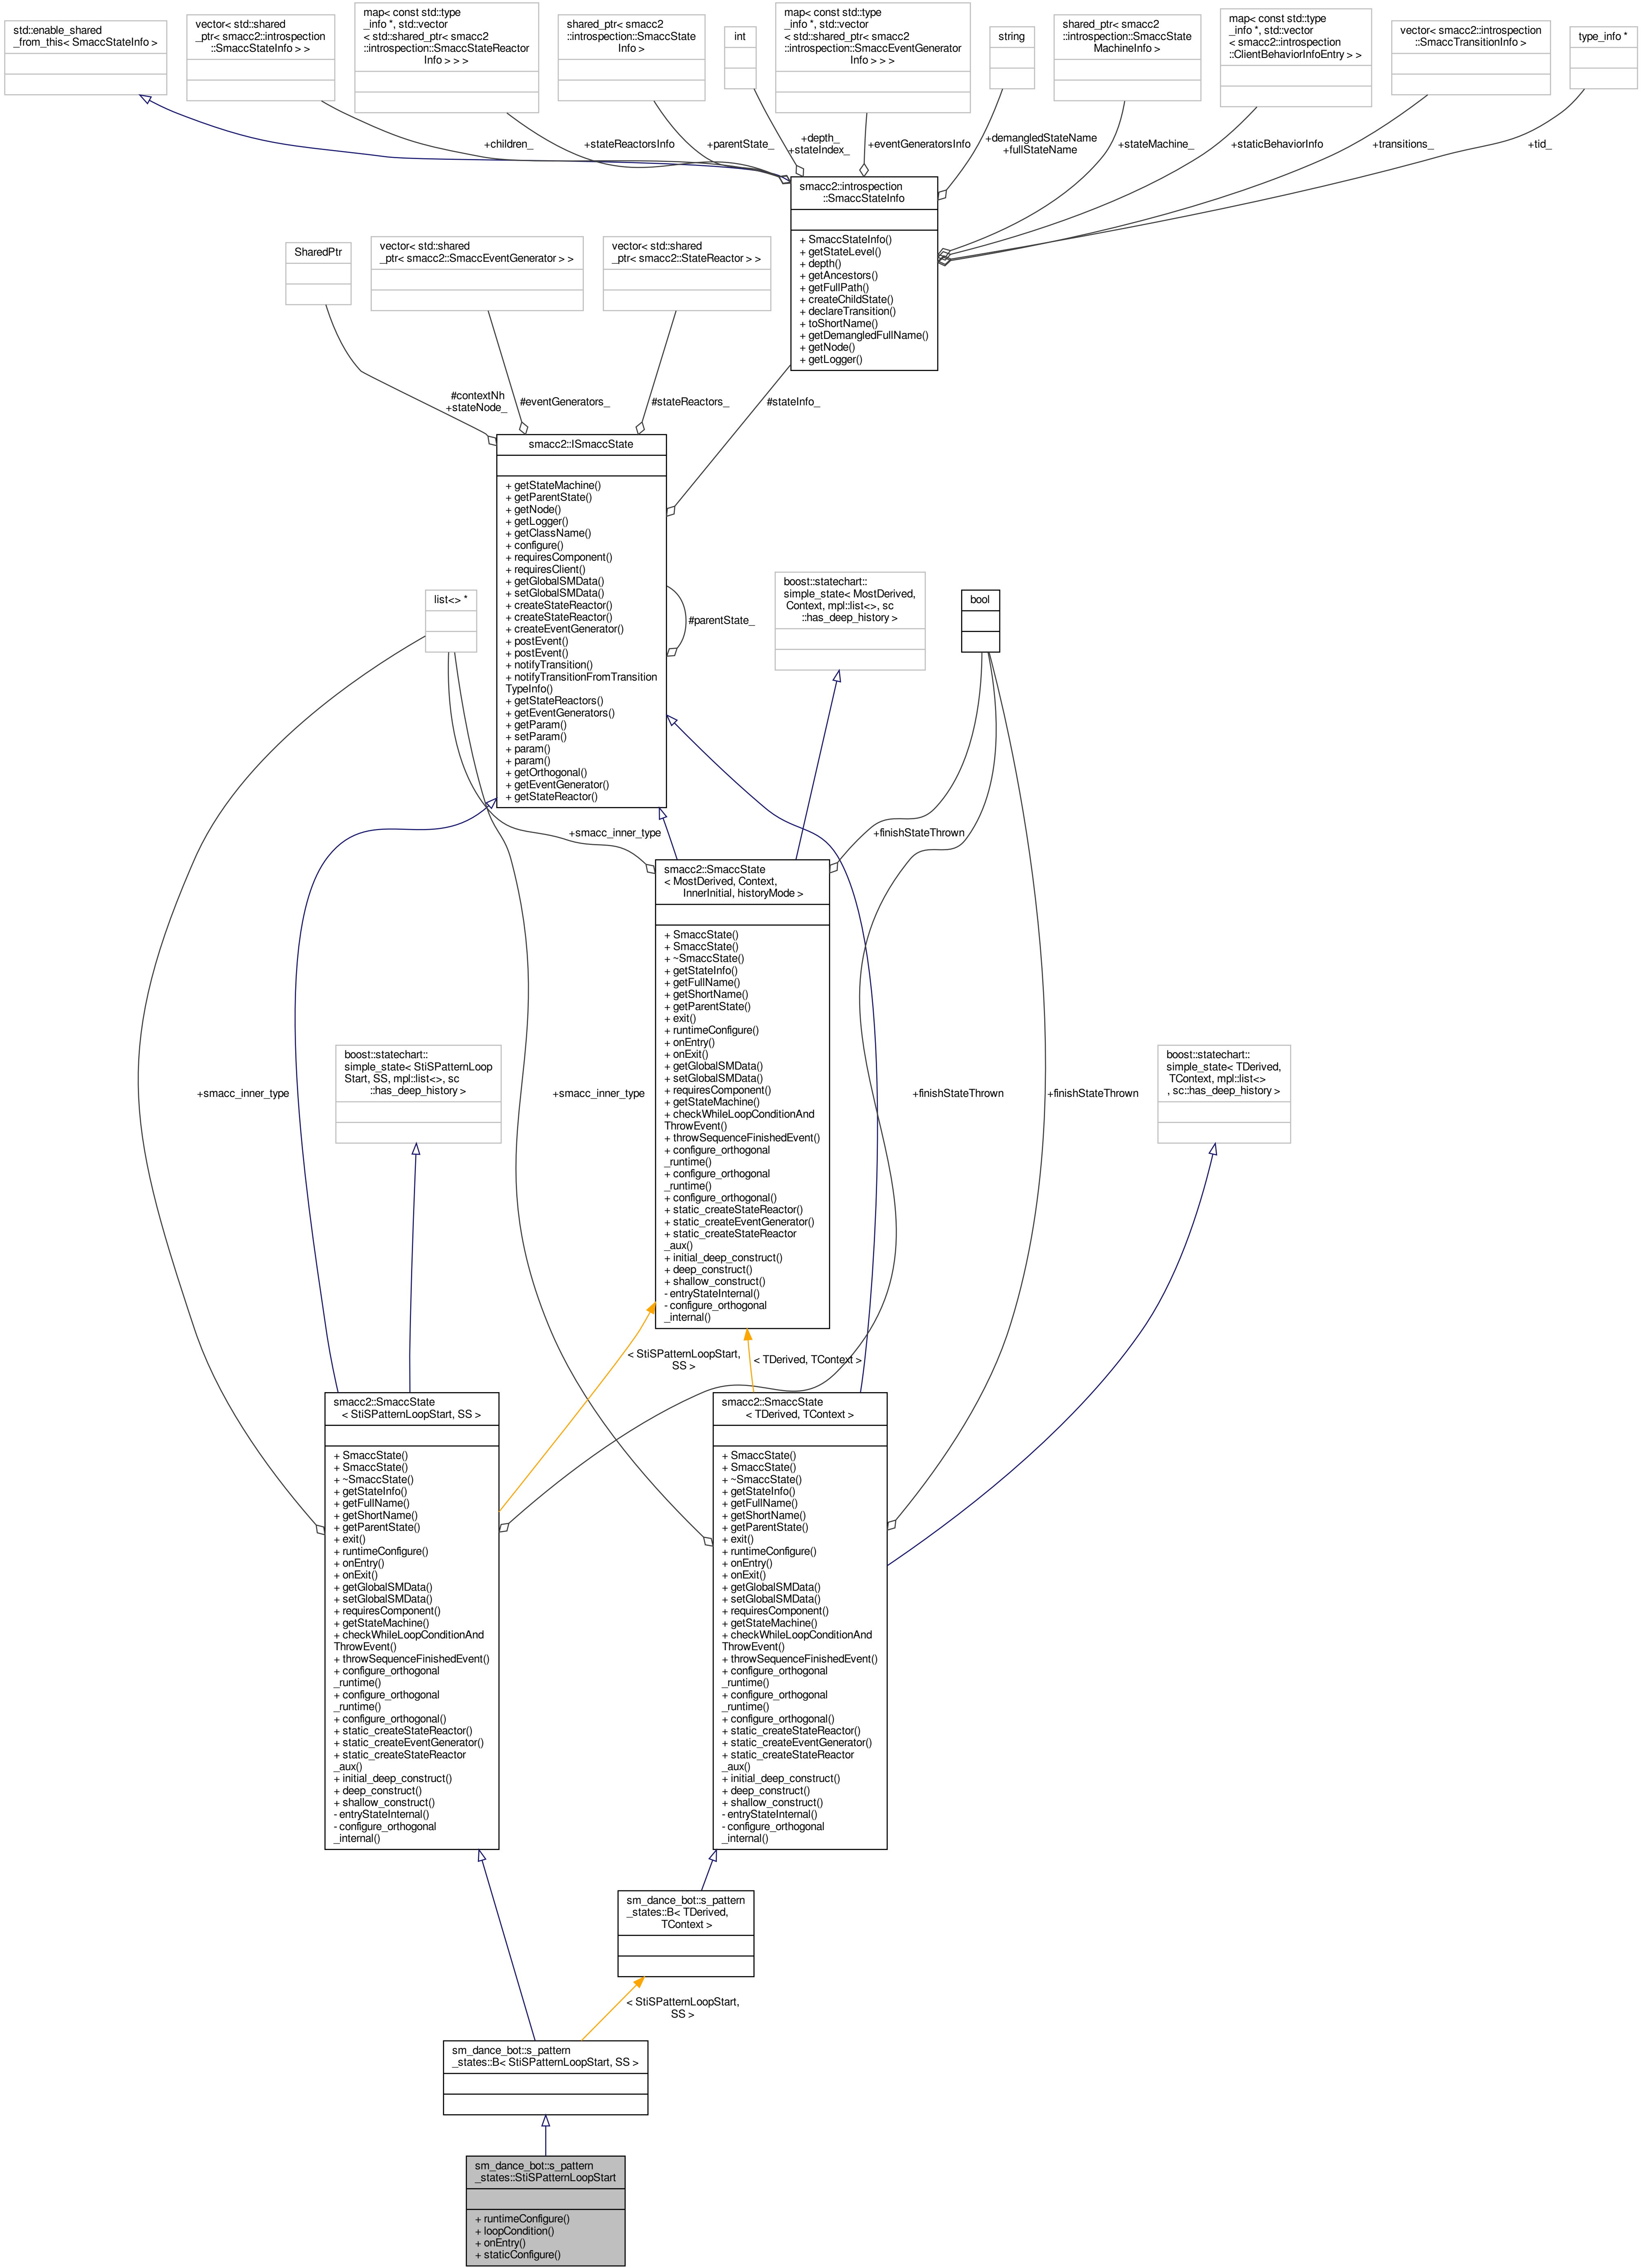 std::enable_shared
_from_this< SmaccStateInfo >
vector< std::shared
_ptr< smacc2::introspection
::SmaccStateInfo > >
map< const std::type
_info *, std::vector
< std::shared_ptr< smacc2
::introspection::SmaccStateReactor
Info > > >
shared_ptr< smacc2
::introspection::SmaccState
Info >
int
map< const std::type
_info *, std::vector
< std::shared_ptr< smacc2
::introspection::SmaccEventGenerator
Info > > >
string
shared_ptr< smacc2
::introspection::SmaccState
MachineInfo >
map< const std::type
_info *, std::vector
< smacc2::introspection
::ClientBehaviorInfoEntry > >
vector< smacc2::introspection
::SmaccTransitionInfo >
type_info *
+children_
+stateReactorsInfo
+parentState_
+depth_
+stateIndex_
+eventGeneratorsInfo
+demangledStateName
+fullStateName
+stateMachine_
+staticBehaviorInfo
+transitions_
+tid_
smacc2::introspection
::SmaccStateInfo
+ SmaccStateInfo()
+ getStateLevel()
+ depth()
+ getAncestors()
+ getFullPath()
+ createChildState()
+ declareTransition()
+ toShortName()
+ getDemangledFullName()
+ getNode()
+ getLogger()
SharedPtr
vector< std::shared
_ptr< smacc2::SmaccEventGenerator > >
vector< std::shared
_ptr< smacc2::StateReactor > >
#contextNh
+stateNode_
#eventGenerators_
#stateReactors_
#stateInfo_
smacc2::ISmaccState
+ getStateMachine()
+ getParentState()
+ getNode()
+ getLogger()
+ getClassName()
+ configure()
+ requiresComponent()
+ requiresClient()
+ getGlobalSMData()
+ setGlobalSMData()
+ createStateReactor()
+ createStateReactor()
+ createEventGenerator()
+ postEvent()
+ postEvent()
+ notifyTransition()
+ notifyTransitionFromTransition
TypeInfo()
+ getStateReactors()
+ getEventGenerators()
+ getParam()
+ setParam()
+ param()
+ param()
+ getOrthogonal()
+ getEventGenerator()
+ getStateReactor()
#parentState_
list<> *
boost::statechart::
simple_state< MostDerived,
Context, mpl::list<>, sc
::has_deep_history >
bool
+smacc_inner_type
+finishStateThrown
smacc2::SmaccState
< MostDerived, Context,
InnerInitial, historyMode >
+ SmaccState()
+ SmaccState()
+ ~SmaccState()
+ getStateInfo()
+ getFullName()
+ getShortName()
+ getParentState()
+ exit()
+ runtimeConfigure()
+ onEntry()
+ onExit()
+ getGlobalSMData()
+ setGlobalSMData()
+ requiresComponent()
+ getStateMachine()
+ checkWhileLoopConditionAnd
ThrowEvent()
+ throwSequenceFinishedEvent()
+ configure_orthogonal
_runtime()
+ configure_orthogonal
_runtime()
+ configure_orthogonal()
+ static_createStateReactor()
+ static_createEventGenerator()
+ static_createStateReactor
_aux()
+ initial_deep_construct()
+ deep_construct()
+ shallow_construct()
- entryStateInternal()
- configure_orthogonal
_internal()
boost::statechart::
simple_state< StiSPatternLoop
Start, SS, mpl::list<>, sc
::has_deep_history >
boost::statechart::
simple_state< TDerived,
TContext, mpl::list<>
, sc::has_deep_history >
+smacc_inner_type
+smacc_inner_type
+finishStateThrown
+finishStateThrown
< StiSPatternLoopStart,
SS >
< TDerived, TContext >
smacc2::SmaccState
< StiSPatternLoopStart, SS >
+ SmaccState()
+ SmaccState()
+ ~SmaccState()
+ getStateInfo()
+ getFullName()
+ getShortName()
+ getParentState()
+ exit()
+ runtimeConfigure()
+ onEntry()
+ onExit()
+ getGlobalSMData()
+ setGlobalSMData()
+ requiresComponent()
+ getStateMachine()
+ checkWhileLoopConditionAnd
ThrowEvent()
+ throwSequenceFinishedEvent()
+ configure_orthogonal
_runtime()
+ configure_orthogonal
_runtime()
+ configure_orthogonal()
+ static_createStateReactor()
+ static_createEventGenerator()
+ static_createStateReactor
_aux()
+ initial_deep_construct()
+ deep_construct()
+ shallow_construct()
- entryStateInternal()
- configure_orthogonal
_internal()
smacc2::SmaccState
< TDerived, TContext >
+ SmaccState()
+ SmaccState()
+ ~SmaccState()
+ getStateInfo()
+ getFullName()
+ getShortName()
+ getParentState()
+ exit()
+ runtimeConfigure()
+ onEntry()
+ onExit()
+ getGlobalSMData()
+ setGlobalSMData()
+ requiresComponent()
+ getStateMachine()
+ checkWhileLoopConditionAnd
ThrowEvent()
+ throwSequenceFinishedEvent()
+ configure_orthogonal
_runtime()
+ configure_orthogonal
_runtime()
+ configure_orthogonal()
+ static_createStateReactor()
+ static_createEventGenerator()
+ static_createStateReactor
_aux()
+ initial_deep_construct()
+ deep_construct()
+ shallow_construct()
- entryStateInternal()
- configure_orthogonal
_internal()
sm_dance_bot::s_pattern
_states::B< TDerived,
TContext >
< StiSPatternLoopStart,
SS >
sm_dance_bot::s_pattern
_states::B< StiSPatternLoopStart, SS >
sm_dance_bot::s_pattern
_states::StiSPatternLoopStart
+ runtimeConfigure()
+ loopCondition()
+ onEntry()
+ staticConfigure()